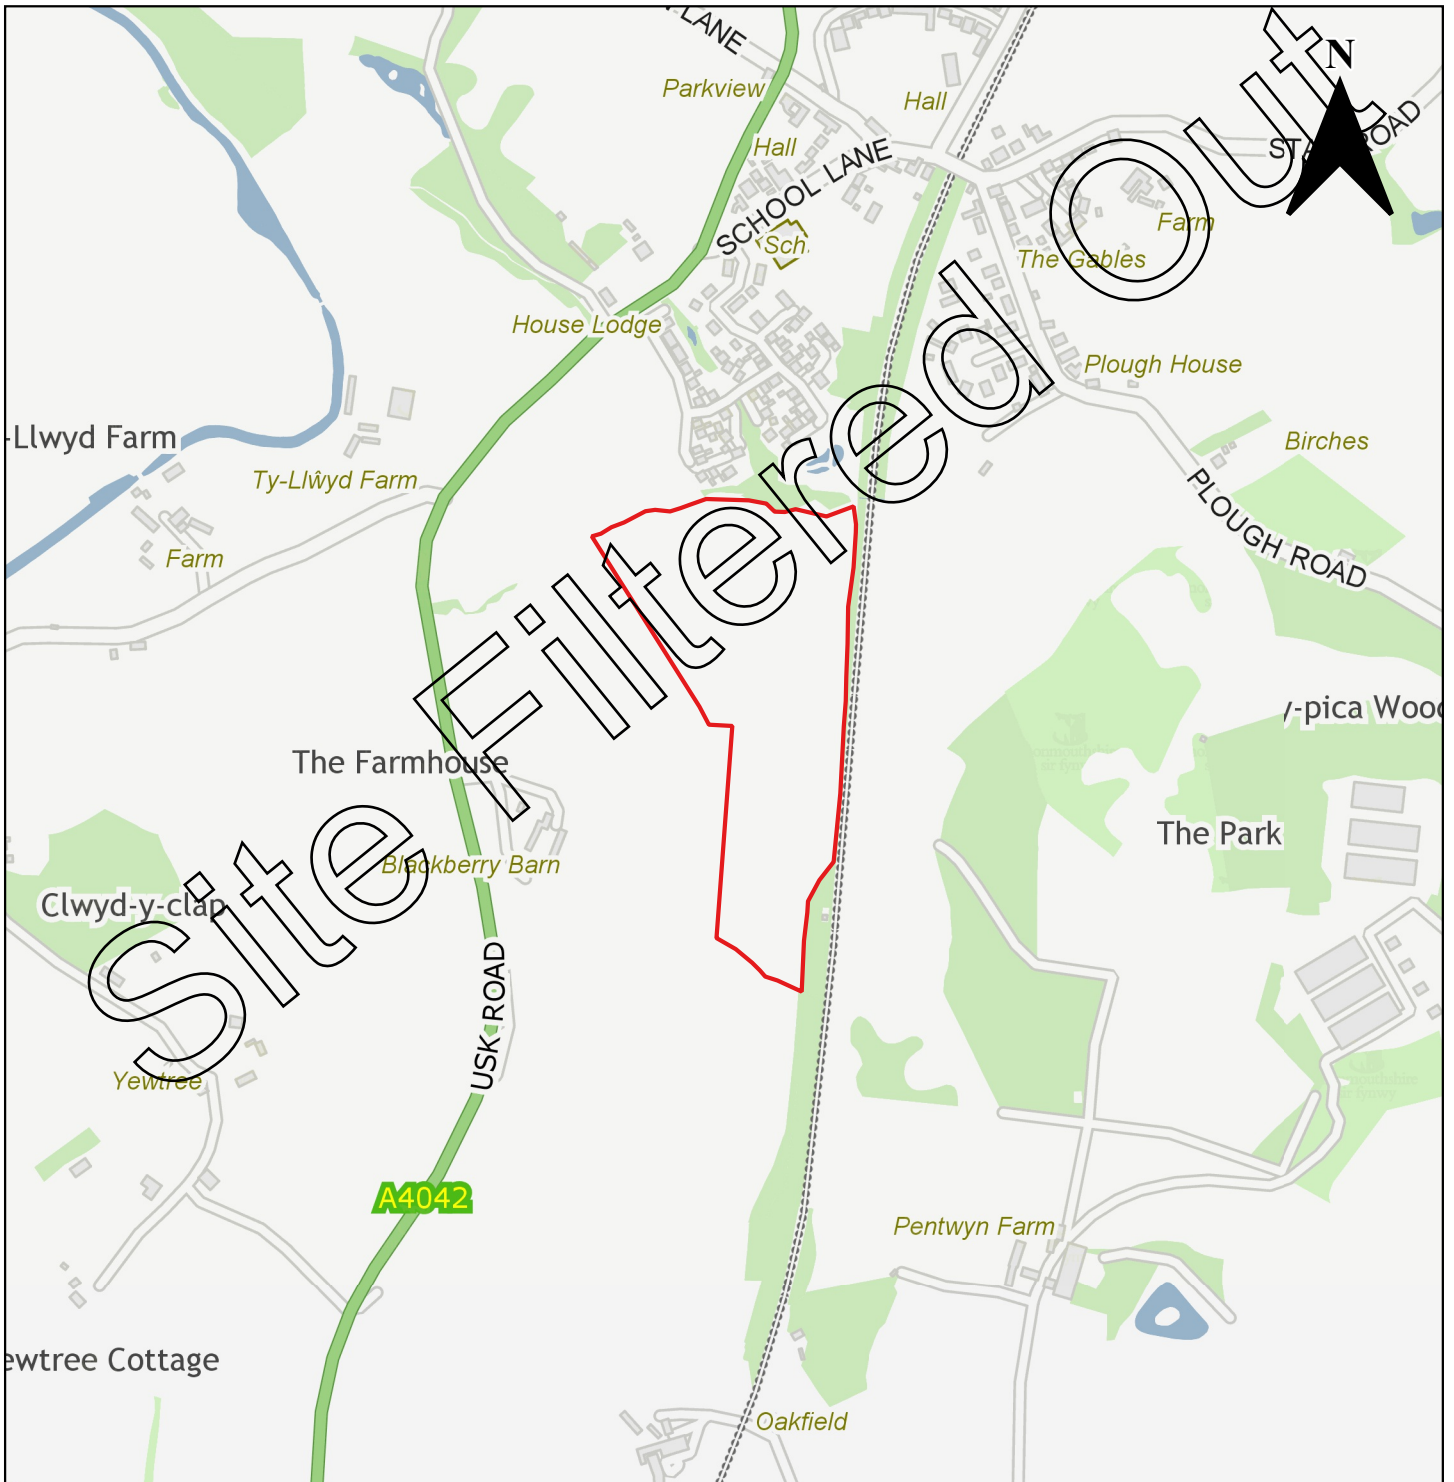 LANE
N
Parkview
Hall
Hall
SCHOOL LANE
ROAD
Sch
Farm
The Gables
House Lodge
Plough House
-Llwyd Farm
Birches
Ty-Llŵyd Farm
PLOUGH ROAD
Farm
Site Filtered Out
y-pica Wood
The Farmhouse
The Park
Blackberry Barn
Clwyd-y-clap
USK ROAD
Yewtree
A4042
Pentwyn Farm
ewtree Cottage
Oakfield